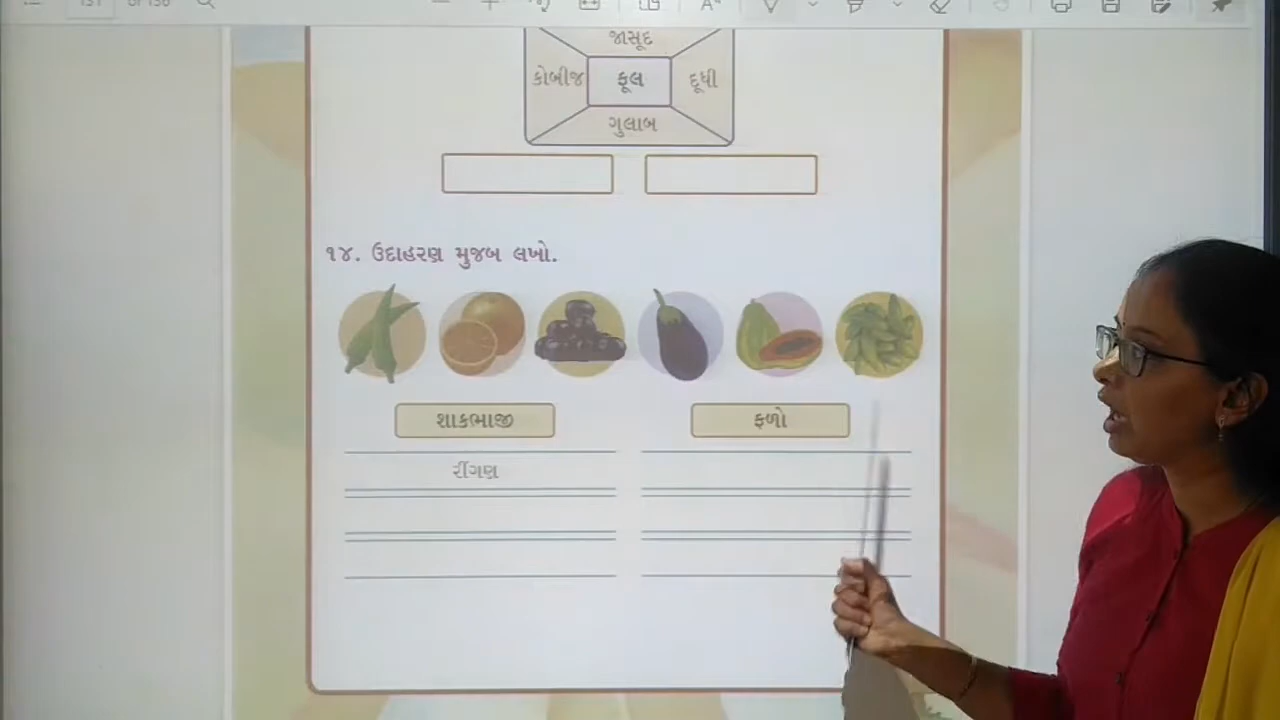 જાસૂદ
કોબીજ ફૂલ દૂધી
ગુલાબ
૧૪. ઉદાહરણ મુજબ લખો.
શાકભાજી ફળો
રીંગણ